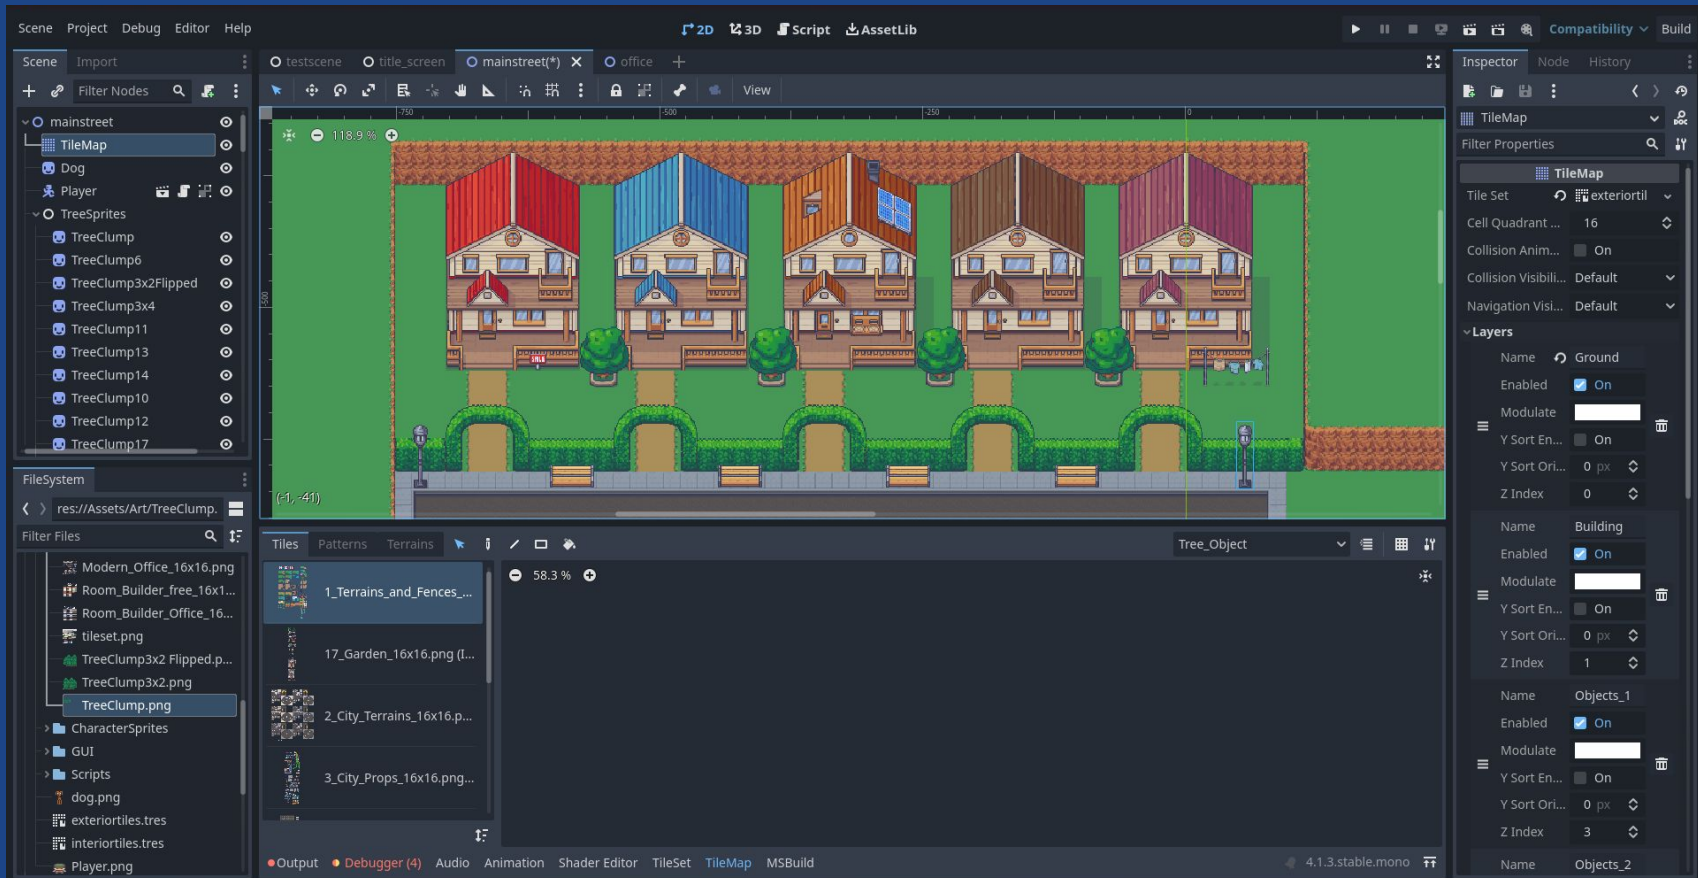 Scene Project Debug Editor Help
2D 3D Script AssetLib
Compatibility Build
Scene Import
Filter Nodes
mainstreet
TileMap
Dog
Player
TreeSprites
TreeClump
TreeClump6
TreeClump3x2Flipped
TreeClump3x4
TreeClump11
TreeClump13
TreeClump14
TreeClump10
TreeClump12
TreeClump17
FileSystem
res://Assets/Art/TreeClump.
Filter Files
Modern_Office_16x16.png
Room_Builder_free_16x1...
Room_Builder_Office_16...
tileset.png
TreeClump3x2 Flipped.p...
TreeClump3x2.png
TreeClump.png
CharacterSprites
GUI
Scripts
dog.png
exteriortiles.tres
interiortiles.tres
Player.png
testscene title_screen mainstreet(*) office
View
-750 -500 -250 0
118.9 %
-500
(-1, -41)
Tiles Patterns Terrains Tree_Object
58.3 %
1_Terrains_and_Fences_...
17_Garden_16x16.png (I...
2_City_Terrains_16x16.p...
3_City_Props_16x16.png...
Output Debugger (4) Audio Animation Shader Editor TileSet TileMap MSBuild 4.1.3.stable.mono
Inspector Node History
TileMap
Filter Properties
TileMap
Tile Set exteriortil
Cell Quadrant ... 16
Collision Anim... On
Collision Visibili... Default
Navigation Visi... Default
Layers
Name Ground
Enabled On
Modulate
Y Sort En... On
Y Sort Ori... 0 px
Z Index 0
Name Building
Enabled On
Modulate
Y Sort En... On
Y Sort Ori... 0 px
Z Index 1
Name Objects_1
Enabled On
Modulate
Y Sort En... On
Y Sort Ori... 0 px
Z Index 3
Name Objects_2